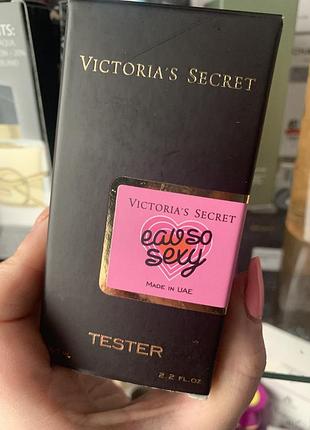 VICTORIA'S SECRET
VICTORIA'S SECRET
eau so
sexy
MADE IN UAE
TESTER
2.2 FL.OZ